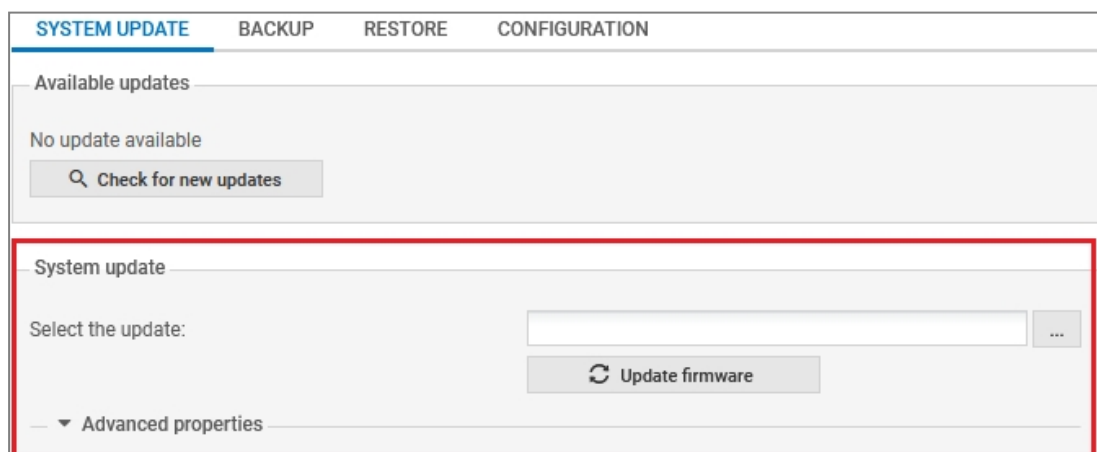 SYSTEM UPDATE BACKUP RESTORE CONFIGURATION
Available updates
No update available
Check for new updates
System update
Select the update: ...
Update firmware
Advanced properties